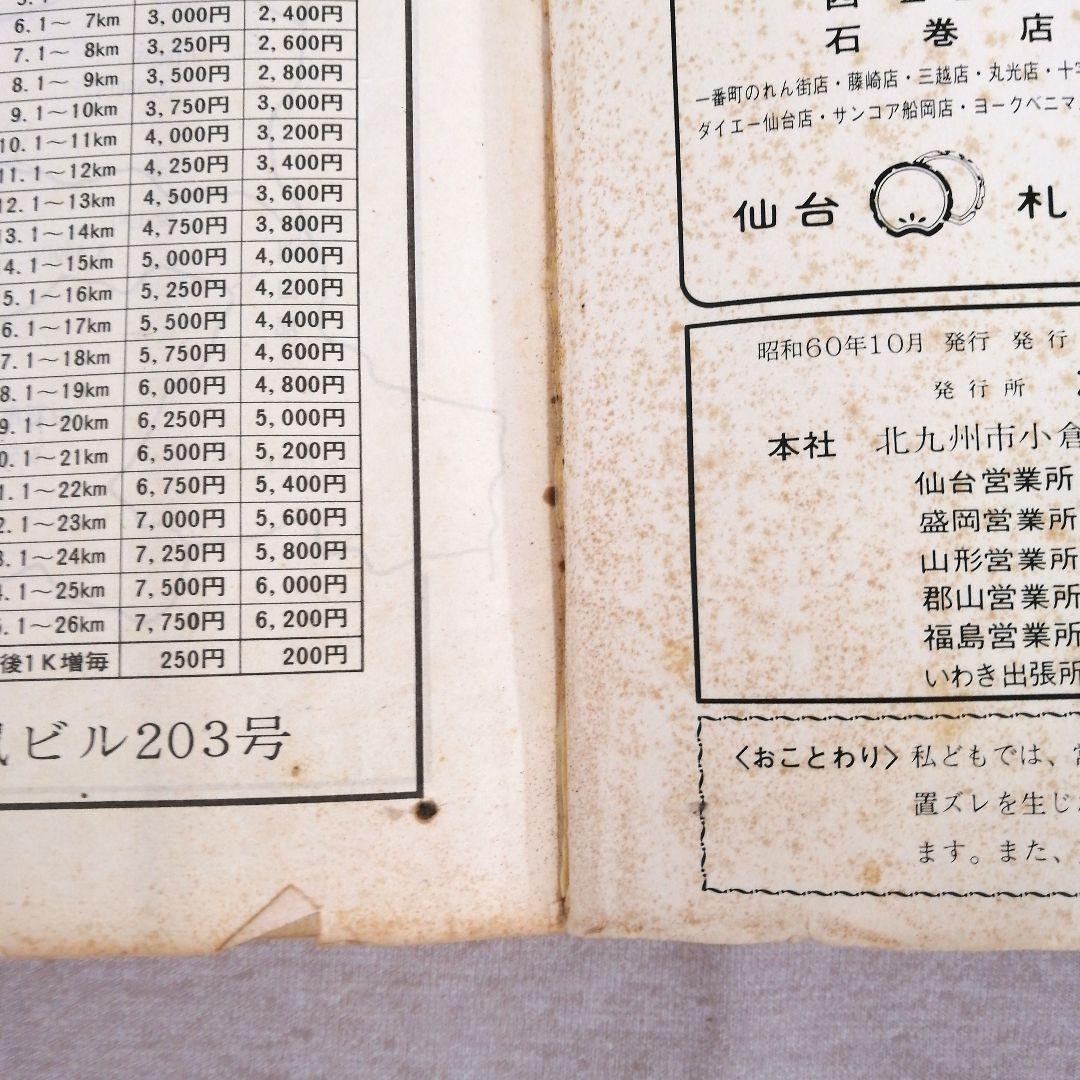 6.1〜 7km 3,000円 2,400円
7.1〜 8km 3,250円 2,600円
8.1〜 9km 3,500円 2,800円
9.1〜10km 3,750円 3,000円
10.1〜11km 4,000円 3,200円
11.1〜12km 4,250円 3,400円
12.1〜13km 4,500円 3,600円
13.1〜14km 4,750円 3,800円
4.1〜15km 5,000円 4,000円
5.1〜16km 5,250円 4,200円
6.1〜17km 5,500円 4,400円
7.1〜18km 5,750円 4,600円
8.1〜19km 6,000円 4,800円
9.1〜20km 6,250円 5,000円
0.1〜21km 6,500円 5,200円
1.1〜22km 6,750円 5,400円
2.1〜23km 7,000円 5,600円
3.1〜24km 7,250円 5,800円
.1〜25km 7,500円 6,000円
.1〜26km 7,750円 6,200円
後1K増毎 250円 200円
ビル203号
石巻店
一番町のれん街店・藤崎店・三越店・丸光店・十字
ダイエー仙台店・サンコア船岡店・ヨークベニマ
仙台 札
昭和60年10月 発行 発行
発行所
本社 北九州市小倉
仙台営業所
盛岡営業所
山形営業所
郡山営業所
福島営業所
いわき出張所
〈おことわり〉私どもでは、
置ズレを生じ
ます。また、